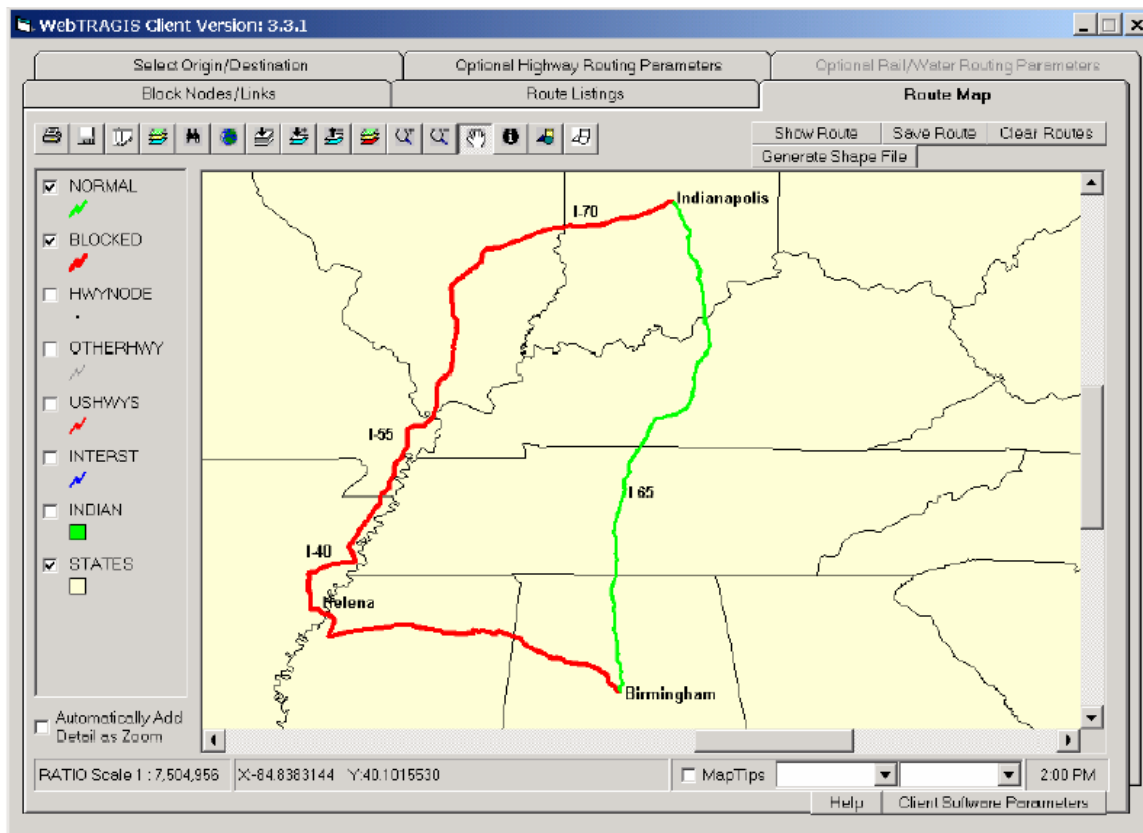 WebTRAGIS Client Version: 3.3.1
Select Origin/Destination
Optional Highway Routing Parameters
Optional Rail/Water Routing Parameters
Block Nodes/Links
Route Listings
Route Map
Show Route
Save Route
Clear Routes
Generate Shape File
NORMAL
BLOCKED
HWYNODE
OTHERHWY
USHWYS
INTERST
INDIAN
STATES
Indianapolis
I-70
I-55
I-65
I-40
Helena
Birmingham
Automatically Add
Detail as Zoom
RATIO Scale 1 : 7,504,956
X:-84.8383144 Y:40.1015530
MapTips
2:00 PM
Help
Client Software Parameters